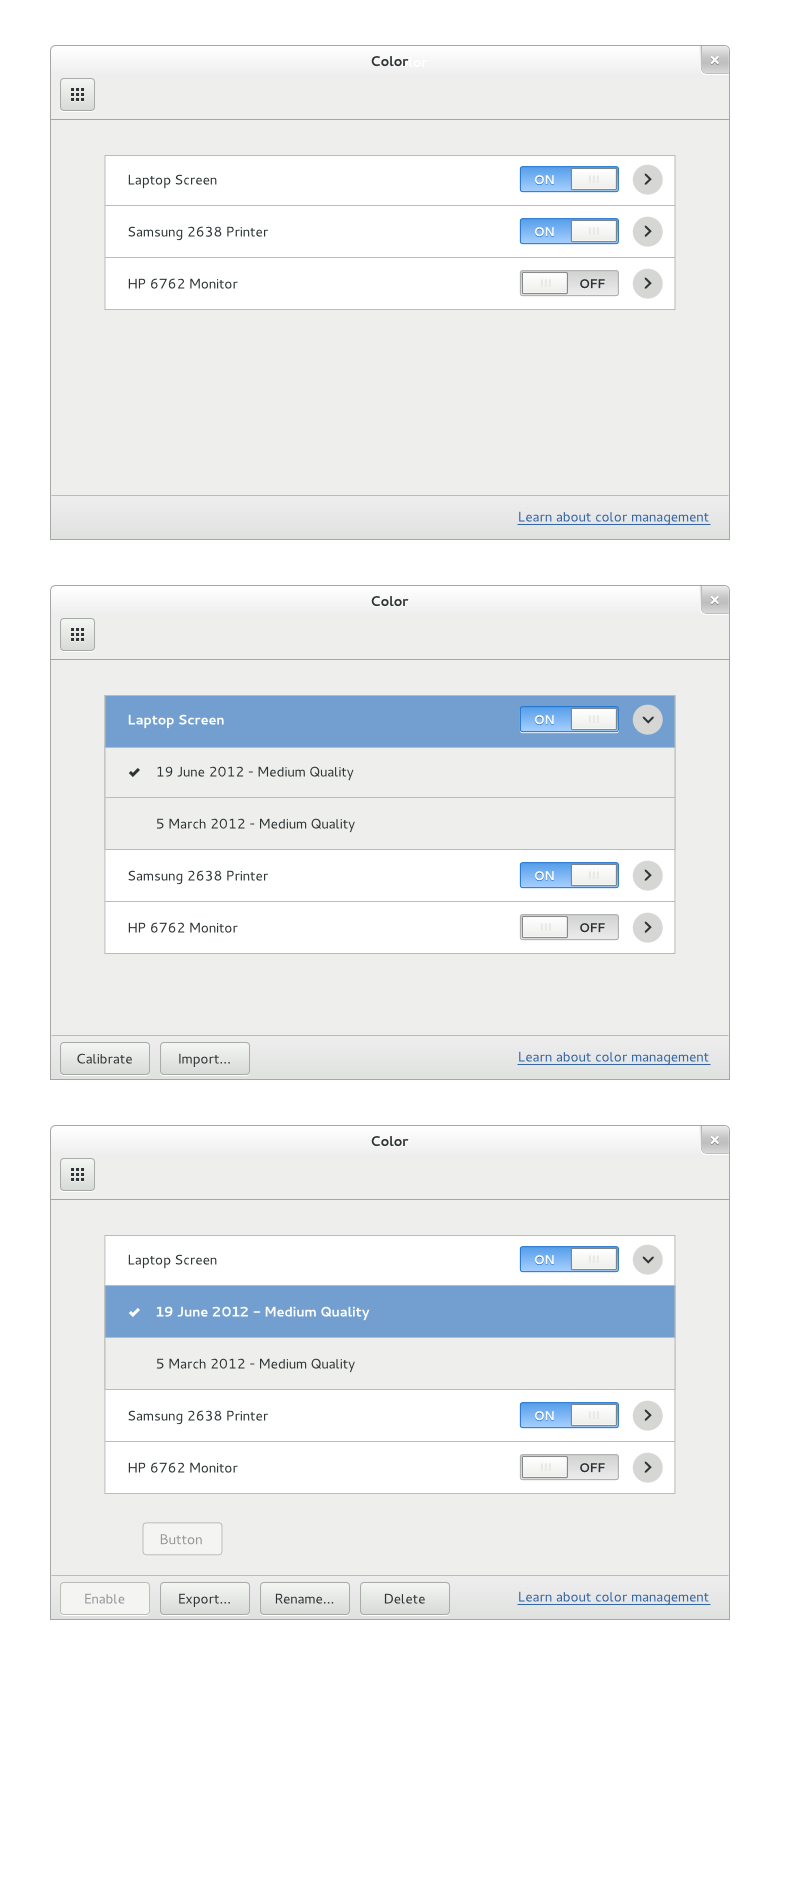 Color
Laptop Screen ON
Samsung 2638 Printer ON
HP 6762 Monitor OFF
Learn about color management
Color
Laptop Screen ON
19 June 2012 - Medium Quality
5 March 2012 - Medium Quality
Samsung 2638 Printer ON
HP 6762 Monitor OFF
Calibrate Import... Learn about color management
Color
Laptop Screen ON
19 June 2012 - Medium Quality
5 March 2012 - Medium Quality
Samsung 2638 Printer ON
HP 6762 Monitor OFF
Button
Enable Export... Rename... Delete Learn about color management